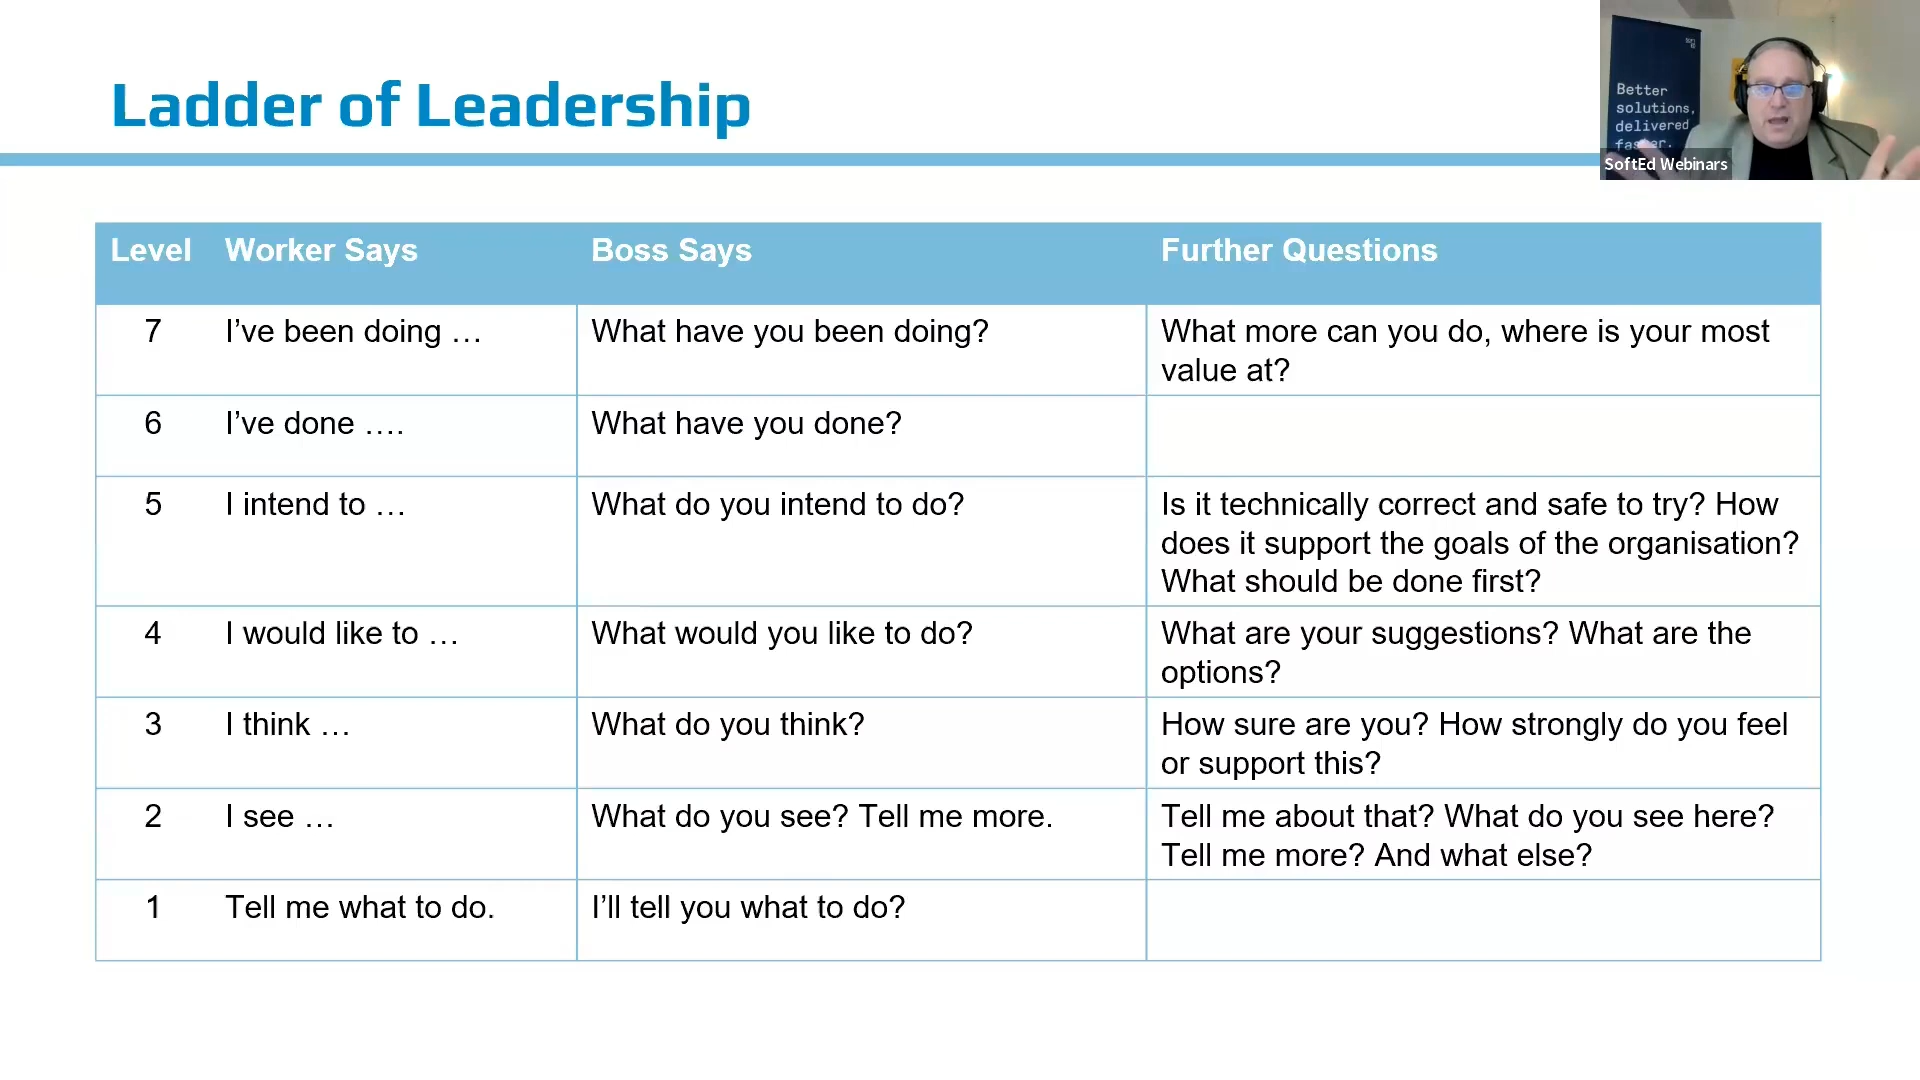 Ladder of Leadership
Better
solutions,
delivered
faster.
SoftEd Webinars
Level Worker Says Boss Says Further Questions
7 I’ve been doing … What have you been doing? What more can you do, where is your most
value at?
6 I’ve done …. What have you done?
5 I intend to … What do you intend to do? Is it technically correct and safe to try? How
does it support the goals of the organisation?
What should be done first?
4 I would like to … What would you like to do? What are your suggestions? What are the
options?
3 I think … What do you think? How sure are you? How strongly do you feel
or support this?
2 I see … What do you see? Tell me more. Tell me about that? What do you see here?
Tell me more? And what else?
1 Tell me what to do. I’ll tell you what to do?